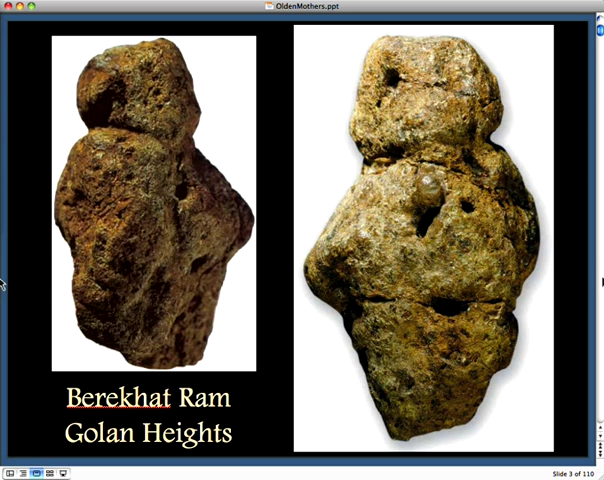 OldenMothers.ppt
Berekhat Ram
Golan Heights
Slide 3 of 110